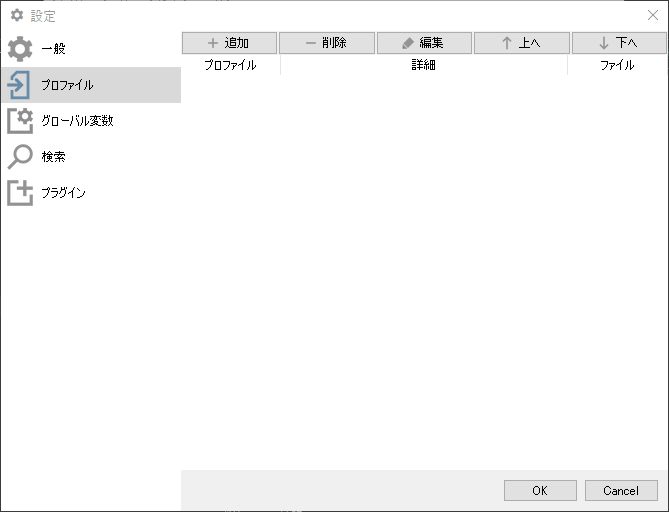 設定
一般
プロファイル
グローバル変数
検索
プラグイン
追加 削除 編集 上へ 下へ
プロファイル 詳細 ファイル
OK Cancel